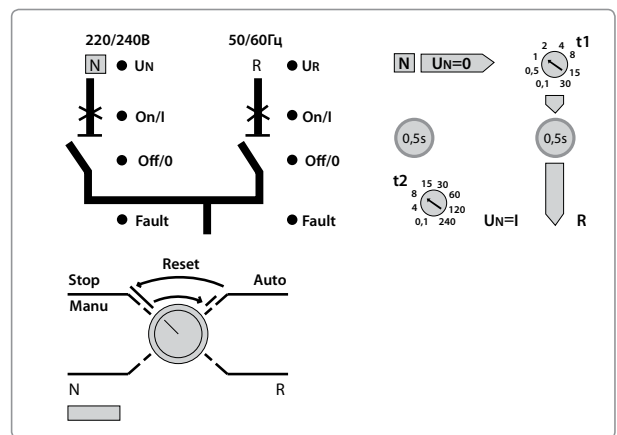 220/240В 50/60Гц
N UN R UR
On/I On/I
Off/0 Off/0
Fault Fault
N UN=0
t1
2 4
1 8
0,5 15
0,1 30
0,5s 0,5s
t2
15 30
8 60
4 120
0,1 240
UN=I R
Reset
Stop Auto
Manu
N R